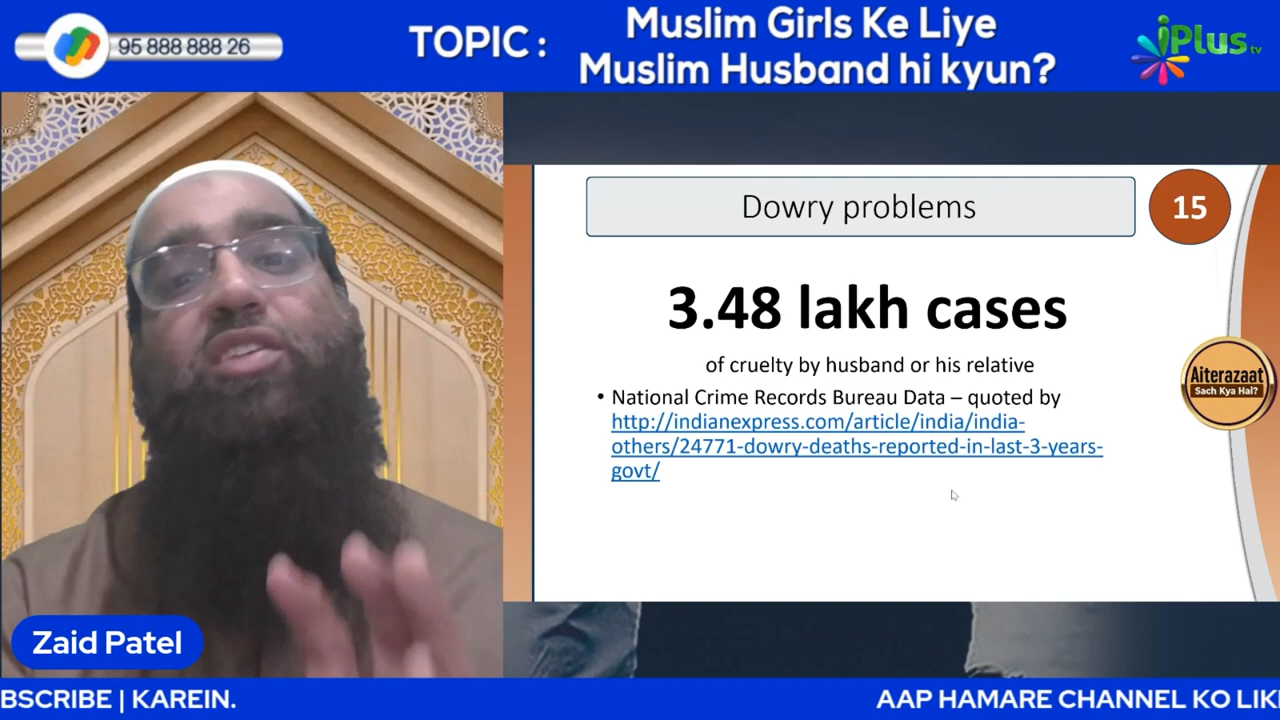 95 888 888 26
TOPIC :
Muslim Girls Ke Liye
Muslim Husband hi kyun?
iPlus tv
Dowry problems
15
3.48 lakh cases
of cruelty by husband or his relative
• National Crime Records Bureau Data – quoted by
http://indianexpress.com/article/india/india-
others/24771-dowry-deaths-reported-in-last-3-years-
govt/
Aiterazaat
Sach Kya Hai?
Zaid Patel
BSCRIBE | KAREIN.
AAP HAMARE CHANNEL KO LIK